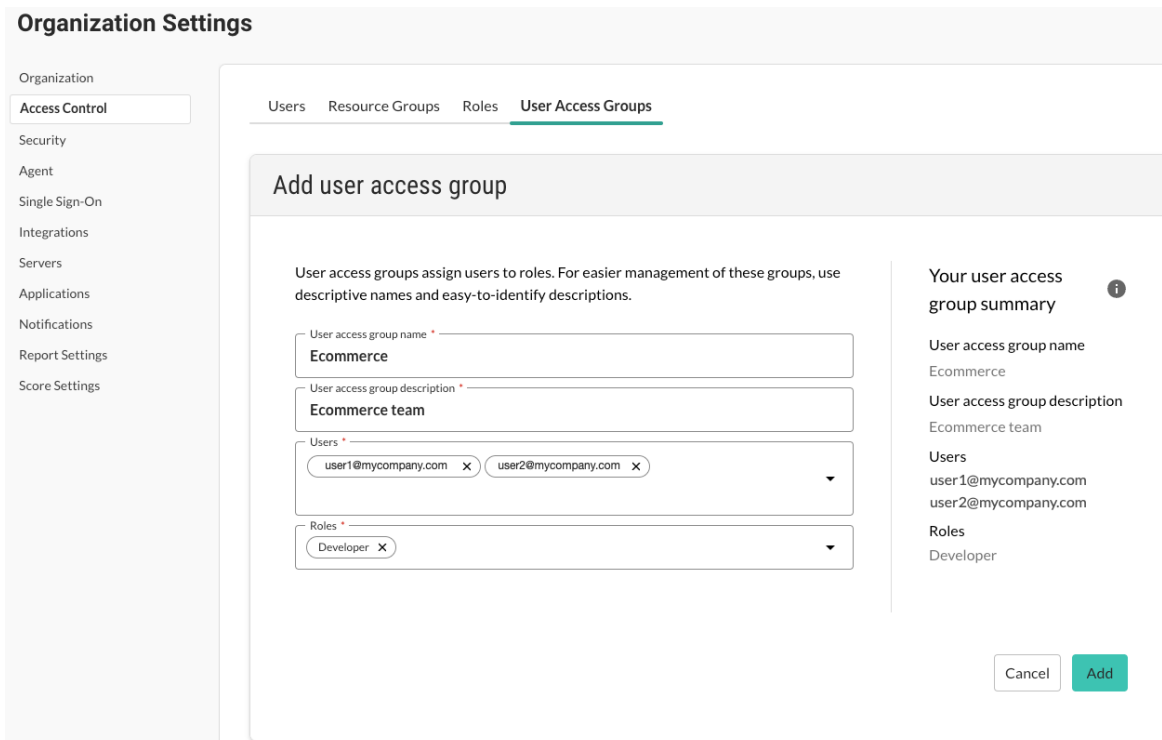 Organization Settings
Organization
Access Control
Security
Agent
Single Sign-On
Integrations
Servers
Applications
Notifications
Report Settings
Score Settings
Users Resource Groups Roles User Access Groups
Add user access group
User access groups assign users to roles. For easier management of these groups, use
descriptive names and easy-to-identify descriptions.
User access group name *
Ecommerce
User access group description *
Ecommerce team
Users *
user1@mycompany.com × user2@mycompany.com ×
Roles *
Developer ×
Your user access
group summary
User access group name
Ecommerce
User access group description
Ecommerce team
Users
user1@mycompany.com
user2@mycompany.com
Roles
Developer
Cancel Add